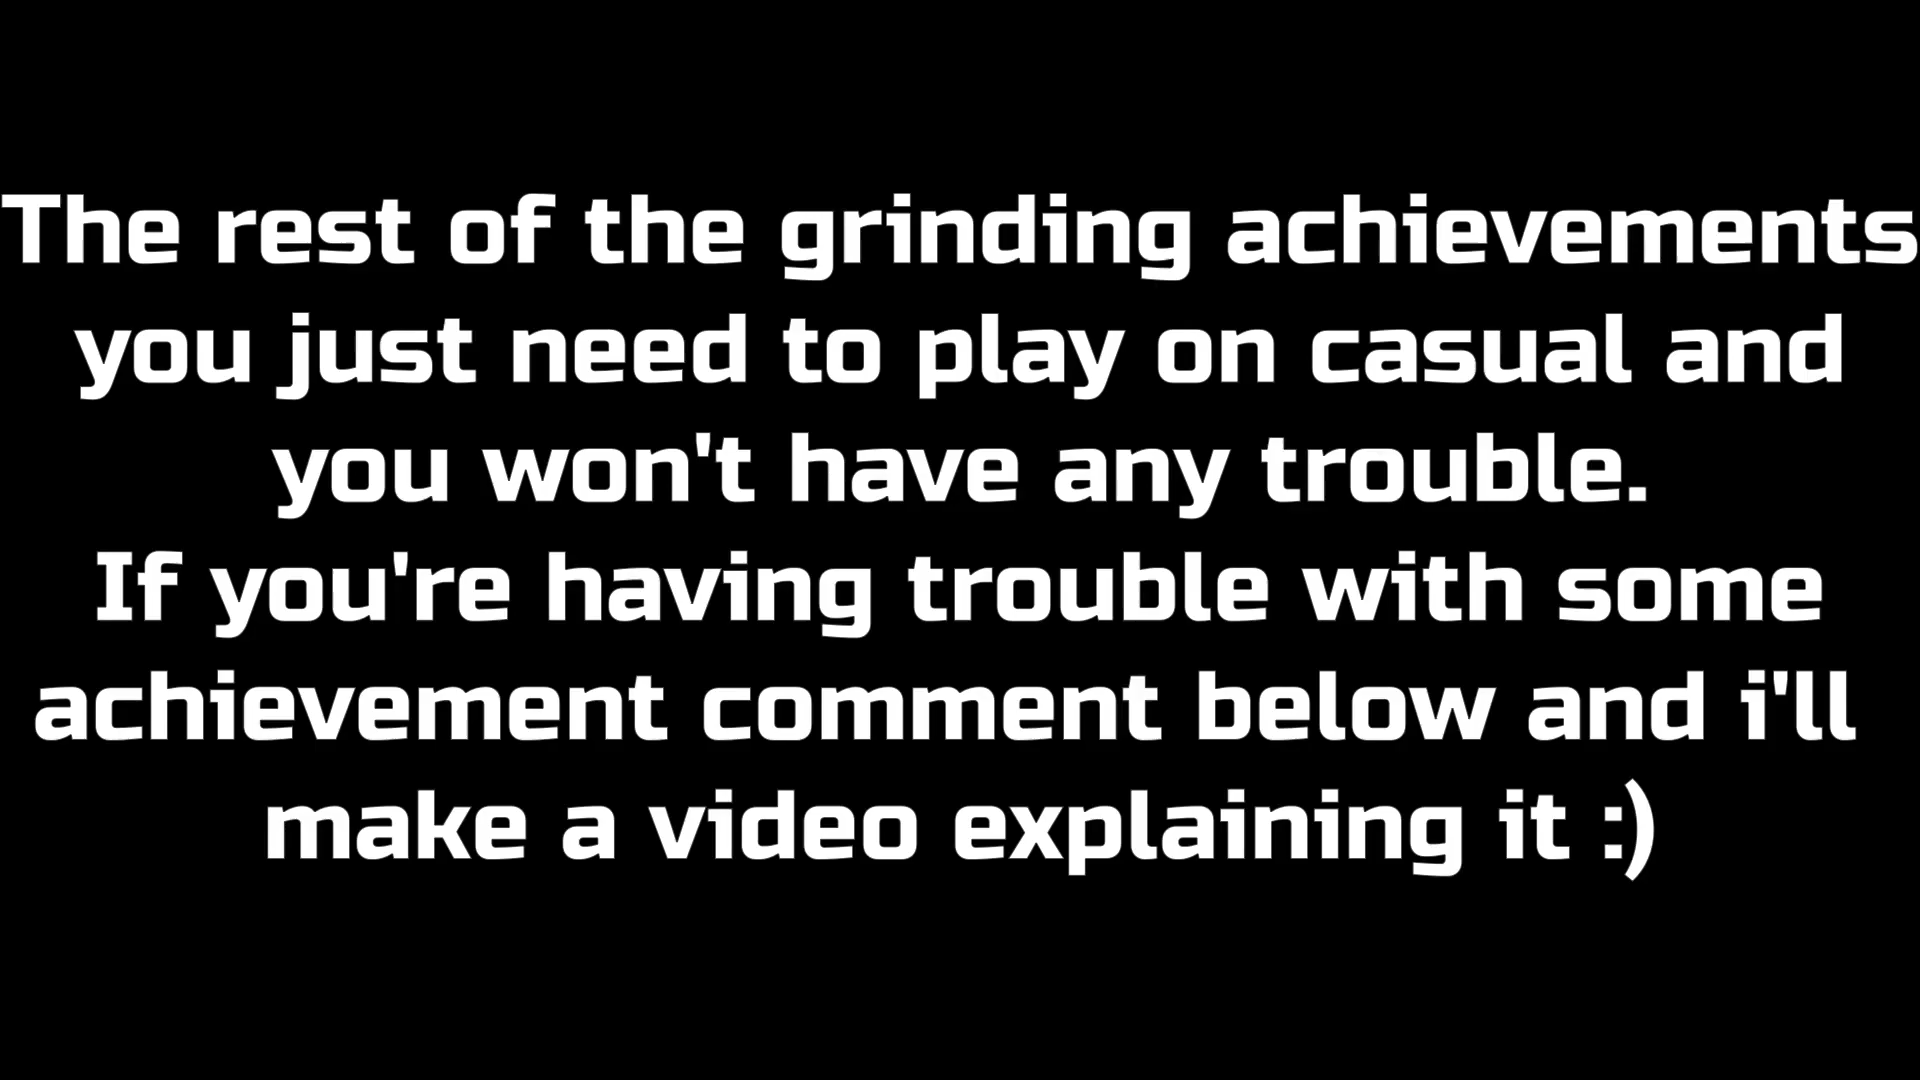 The rest of the grinding achievements
you just need to play on casual and
you won't have any trouble.
If you're having trouble with some
achievement comment below and i'll
make a video explaining it :)